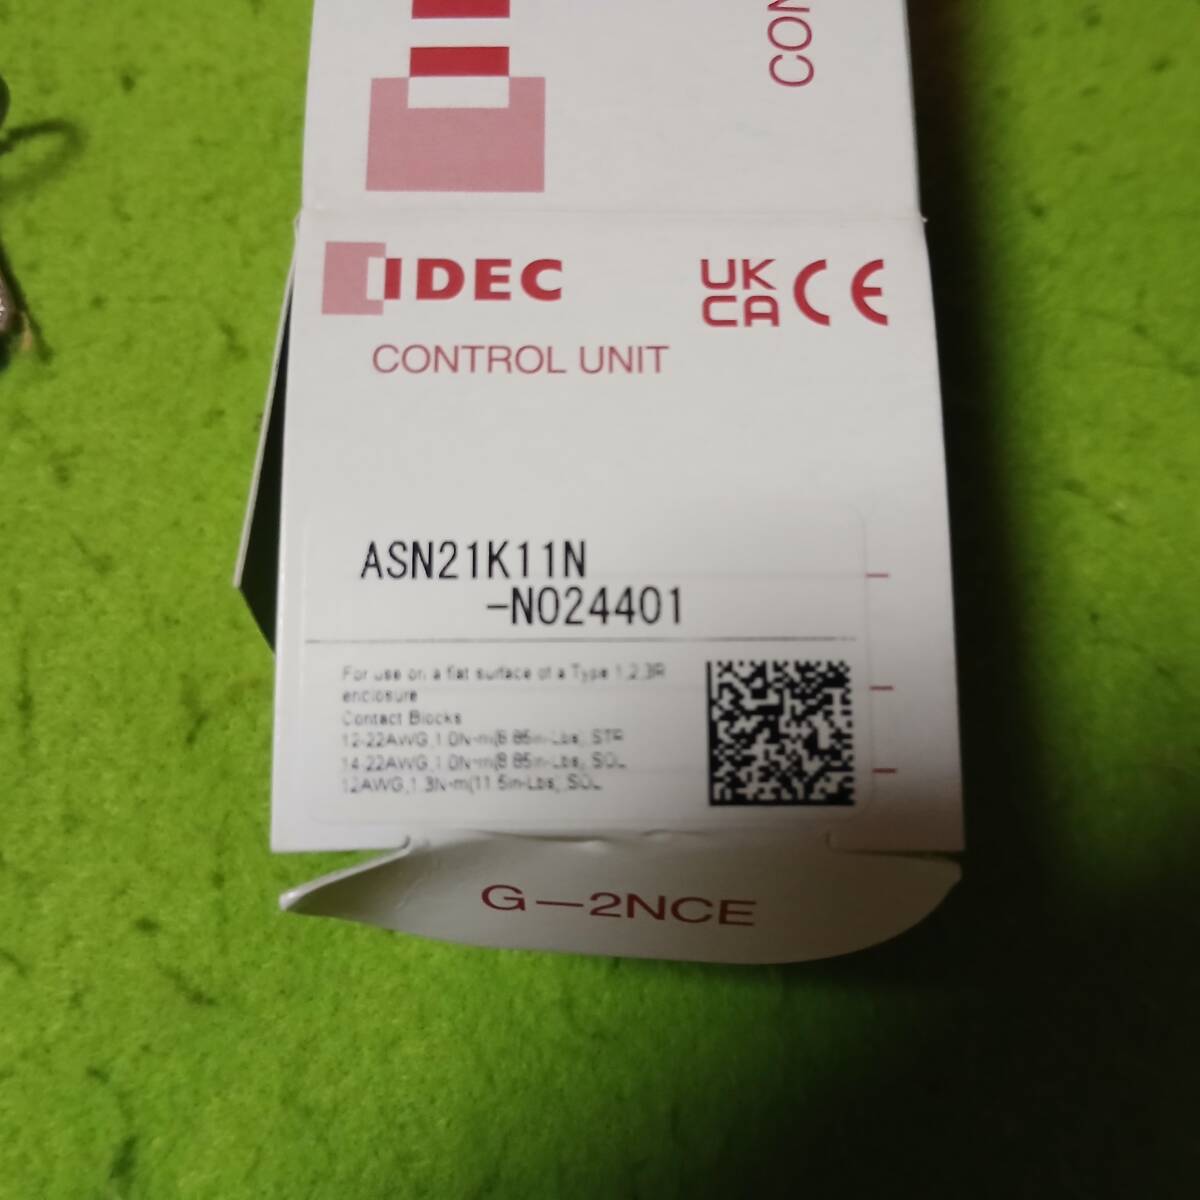 CON
IDEC
UK
CA CE
CONTROL UNIT
ASN21K11N
-N024401
For use on a flat surface of a Type 1,2,3R
enclosure
Contact Blocks
12-22AWG,1.0N-m(8.85in-Lbs), STR
14-22AWG,1.0N-m(8.85in-Lbs), SOL
12AWG,1.3N-m(11.5in-Lbs), SOL
G-2NCE